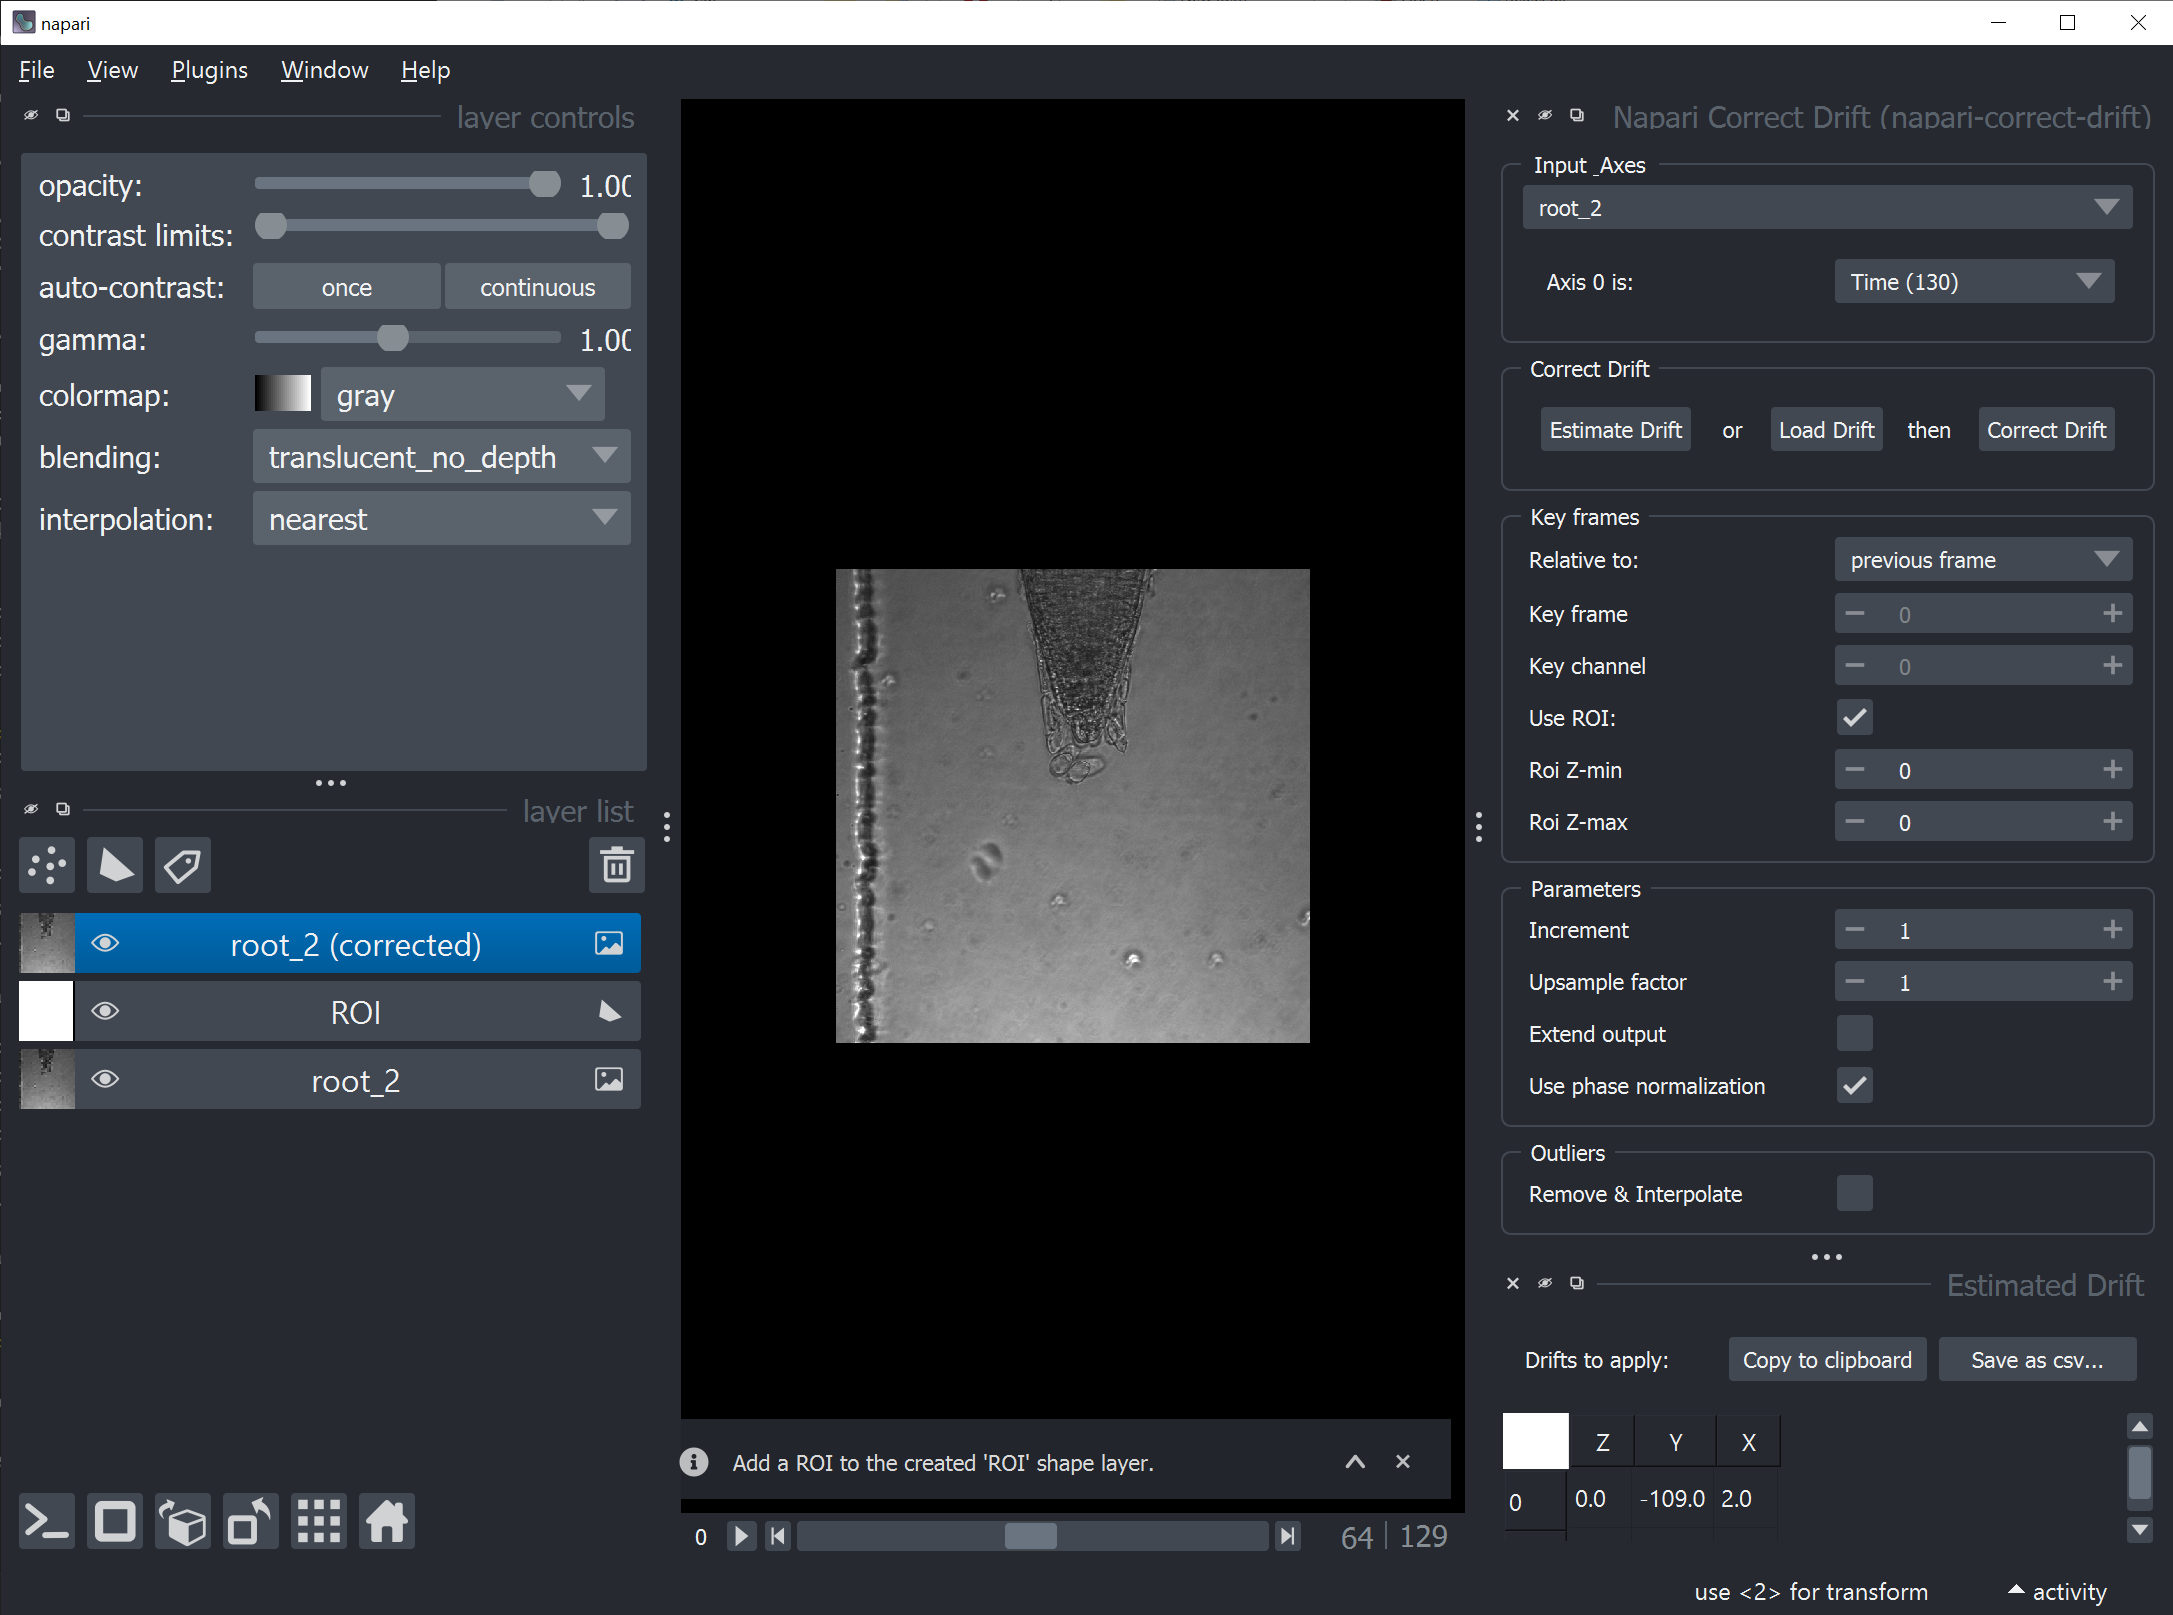 napari
File View Plugins Window Help
layer controls
opacity: 1.00
contrast limits:
auto-contrast: once continuous
gamma: 1.00
colormap: gray
blending: translucent_no_depth
interpolation: nearest
layer list
root_2 (corrected)
ROI
root_2
Add a ROI to the created 'ROI' shape layer.
0 64 129
Napari Correct Drift (napari-correct-drift)
Input _Axes
root_2
Axis 0 is: Time (130)
Correct Drift
Estimate Drift or Load Drift then Correct Drift
Key frames
Relative to: previous frame
Key frame 0
Key channel 0
Use ROI:
Roi Z-min 0
Roi Z-max 0
Parameters
Increment 1
Upsample factor 1
Extend output
Use phase normalization
Outliers
Remove & Interpolate
Estimated Drift
Drifts to apply: Copy to clipboard Save as csv...
Z Y X
0 0.0 -109.0 2.0
use <2> for transform activity